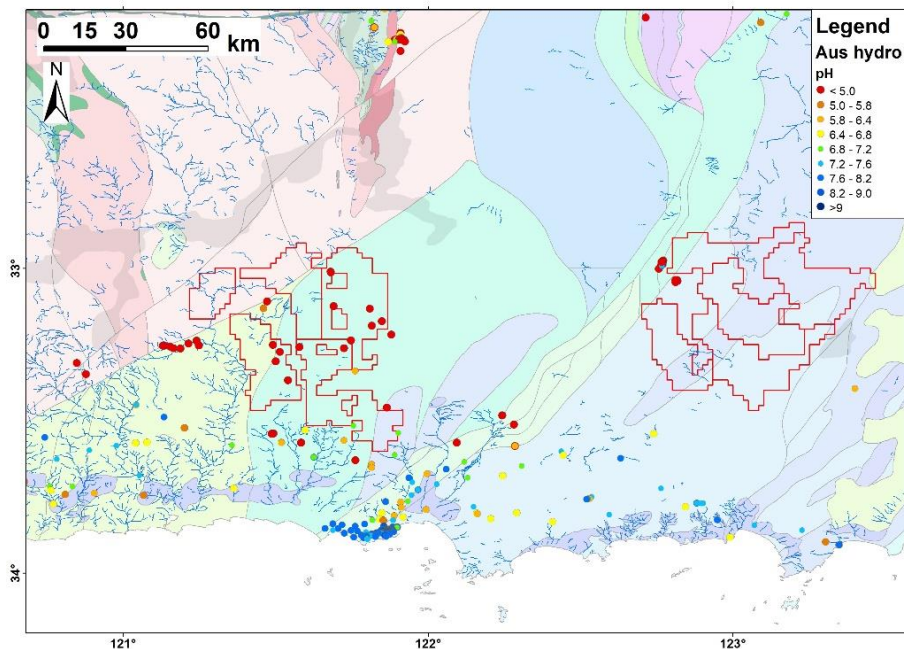 0 15 30 60
km
N
Legend
Aus hydro
pH
< 5.0
5.0 - 5.8
5.8 - 6.4
6.4 - 6.8
6.8 - 7.2
7.2 - 7.6
7.6 - 8.2
8.2 - 9.0
>9
33°
34°
121° 122° 123°